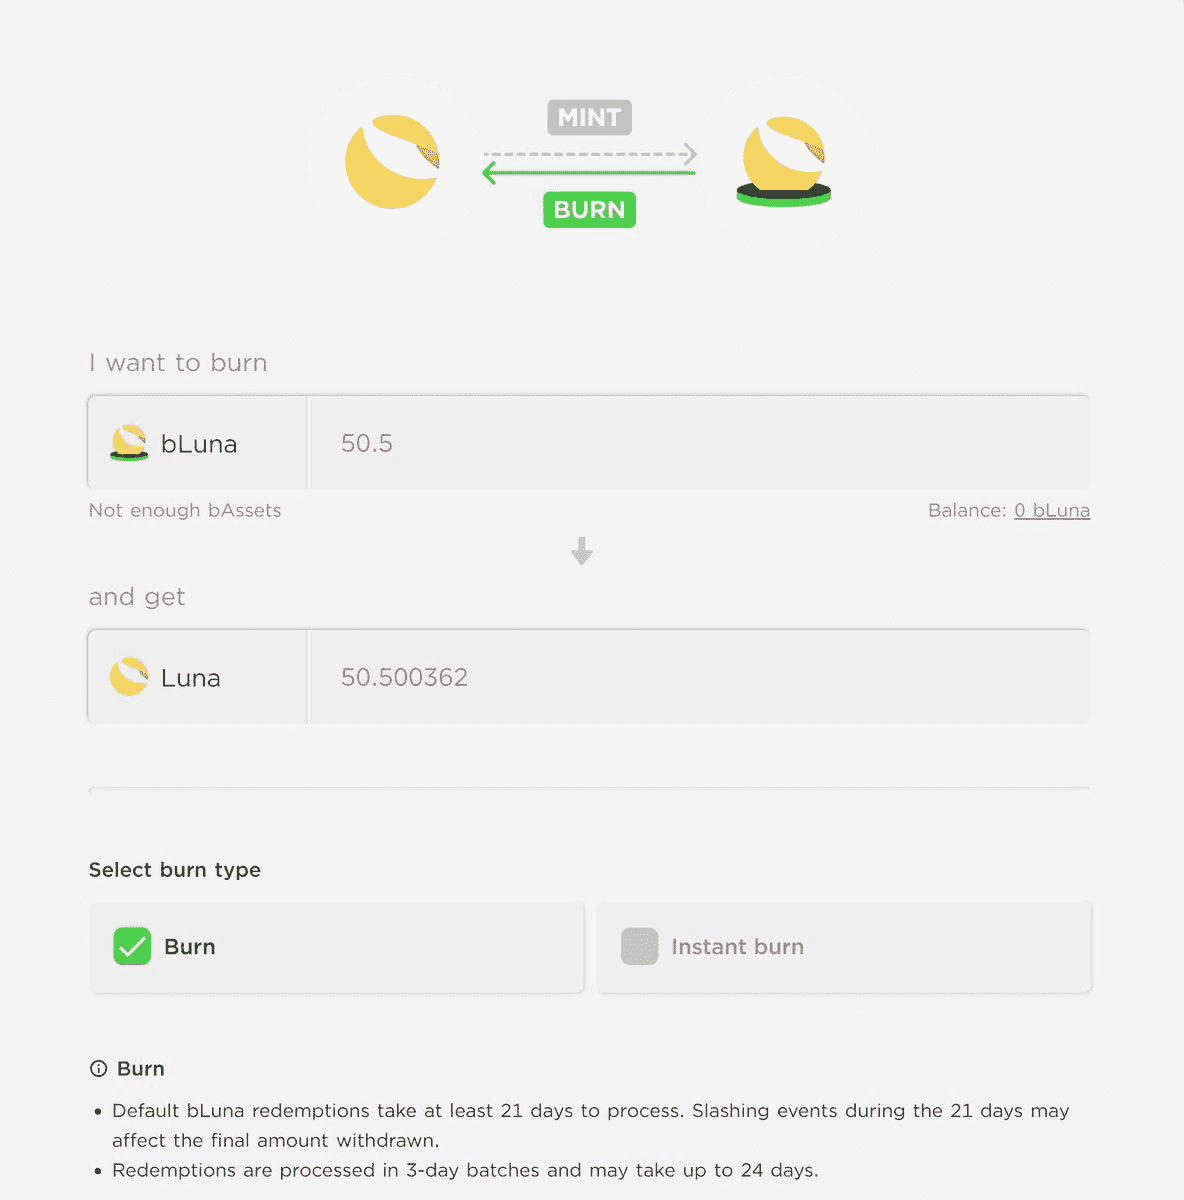 MINT
BURN
I want to burn
bLuna
50.5
Not enough bAssets
Balance: 0 bLuna
and get
Luna
50.500362
Select burn type
Burn
Instant burn
Burn
• Default bLuna redemptions take at least 21 days to process. Slashing events during the 21 days may
affect the final amount withdrawn.
• Redemptions are processed in 3-day batches and may take up to 24 days.